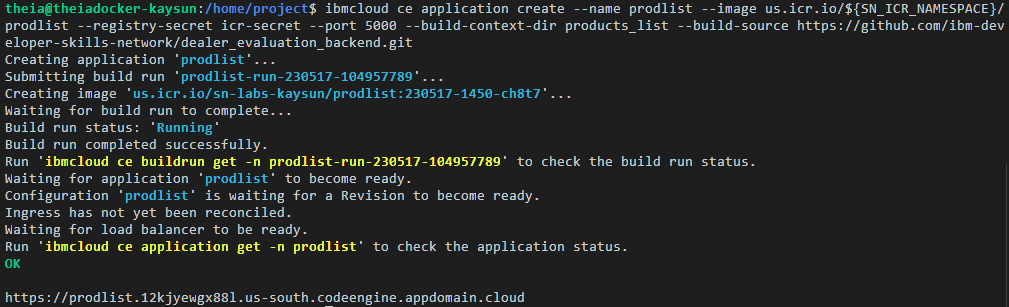 theia@theiadocker-kaysun:/home/project$ ibmcloud ce application create --name prodlist --image us.icr.io/${SN_ICR_NAMESPACE}/
prodlist --registry-secret icr-secret --port 5000 --build-context-dir products_list --build-source https://github.com/ibm-dev
eloper-skills-network/dealer_evaluation_backend.git
Creating application 'prodlist'...
Submitting build run 'prodlist-run-230517-104957789'...
Creating image 'us.icr.io/sn-labs-kaysun/prodlist:230517-1450-ch8t7'...
Waiting for build run to complete...
Build run status: 'Running'
Build run completed successfully.
Run 'ibmcloud ce buildrun get -n prodlist-run-230517-104957789' to check the build run status.
Waiting for application 'prodlist' to become ready.
Configuration 'prodlist' is waiting for a Revision to become ready.
Ingress has not yet been reconciled.
Waiting for load balancer to be ready.
Run 'ibmcloud ce application get -n prodlist' to check the application status.
OK
https://prodlist.12kjyewgx88l.us-south.codeengine.appdomain.cloud